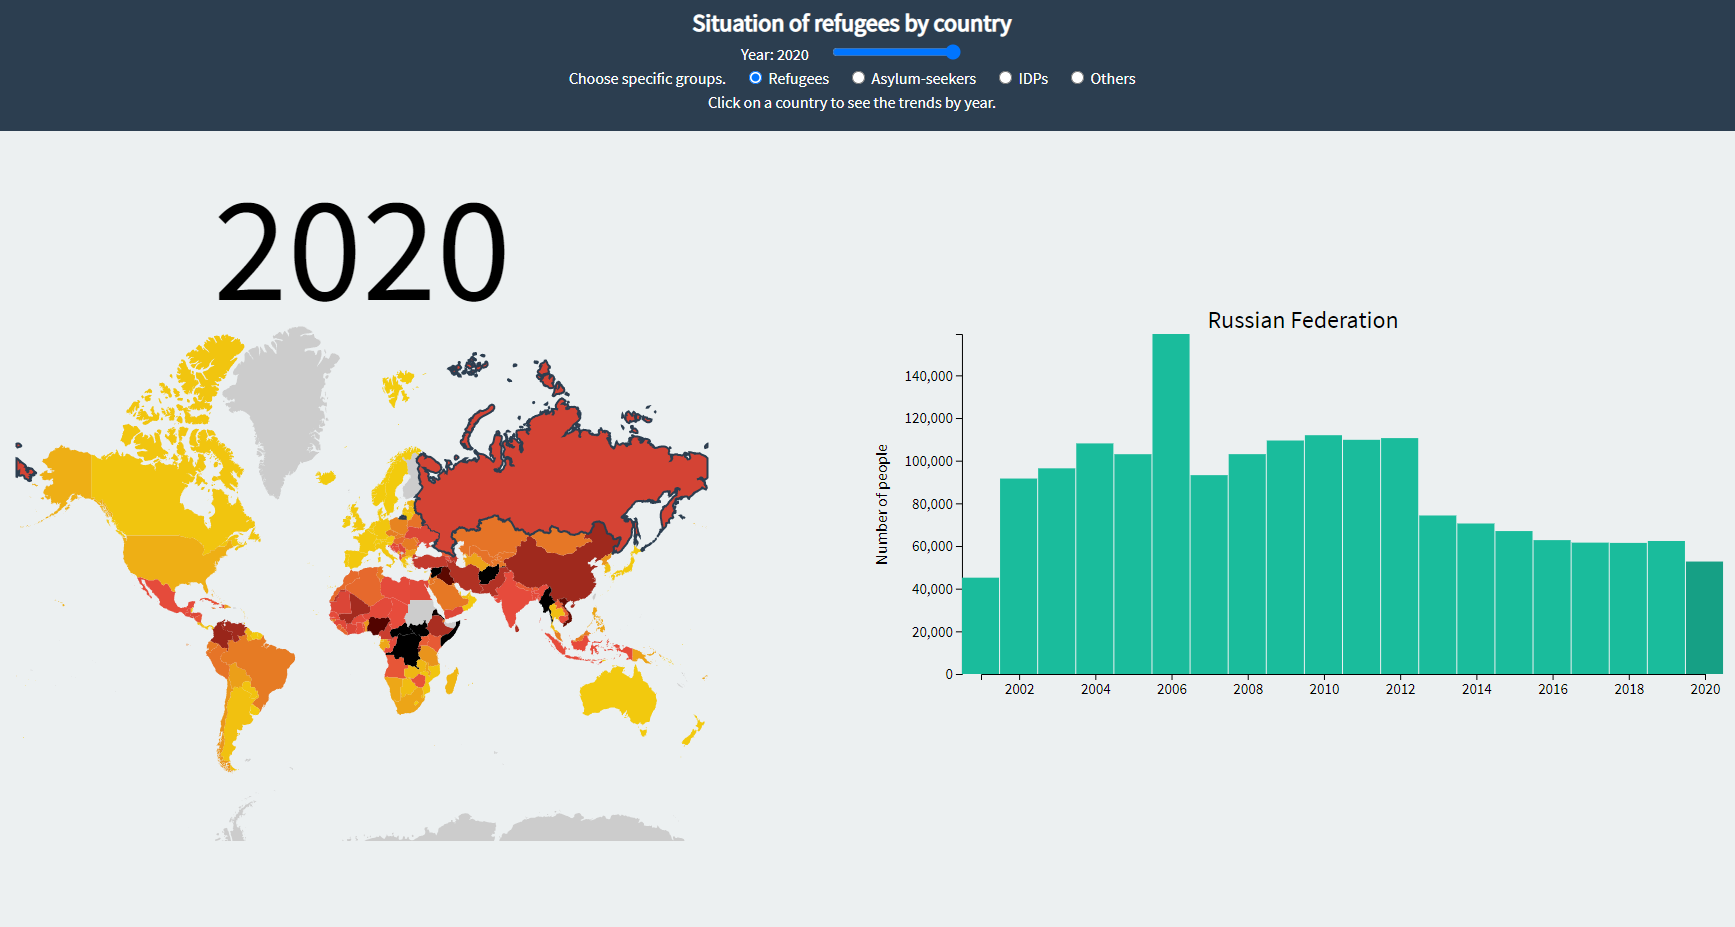 Situation of refugees by country
Year: 2020
Choose specific groups. Refugees Asylum-seekers IDPs Others
Click on a country to see the trends by year.
2020
Russian Federation
Number of people
140,000
120,000
100,000
80,000
60,000
40,000
20,000
0
2002 2004 2006 2008 2010 2012 2014 2016 2018 2020